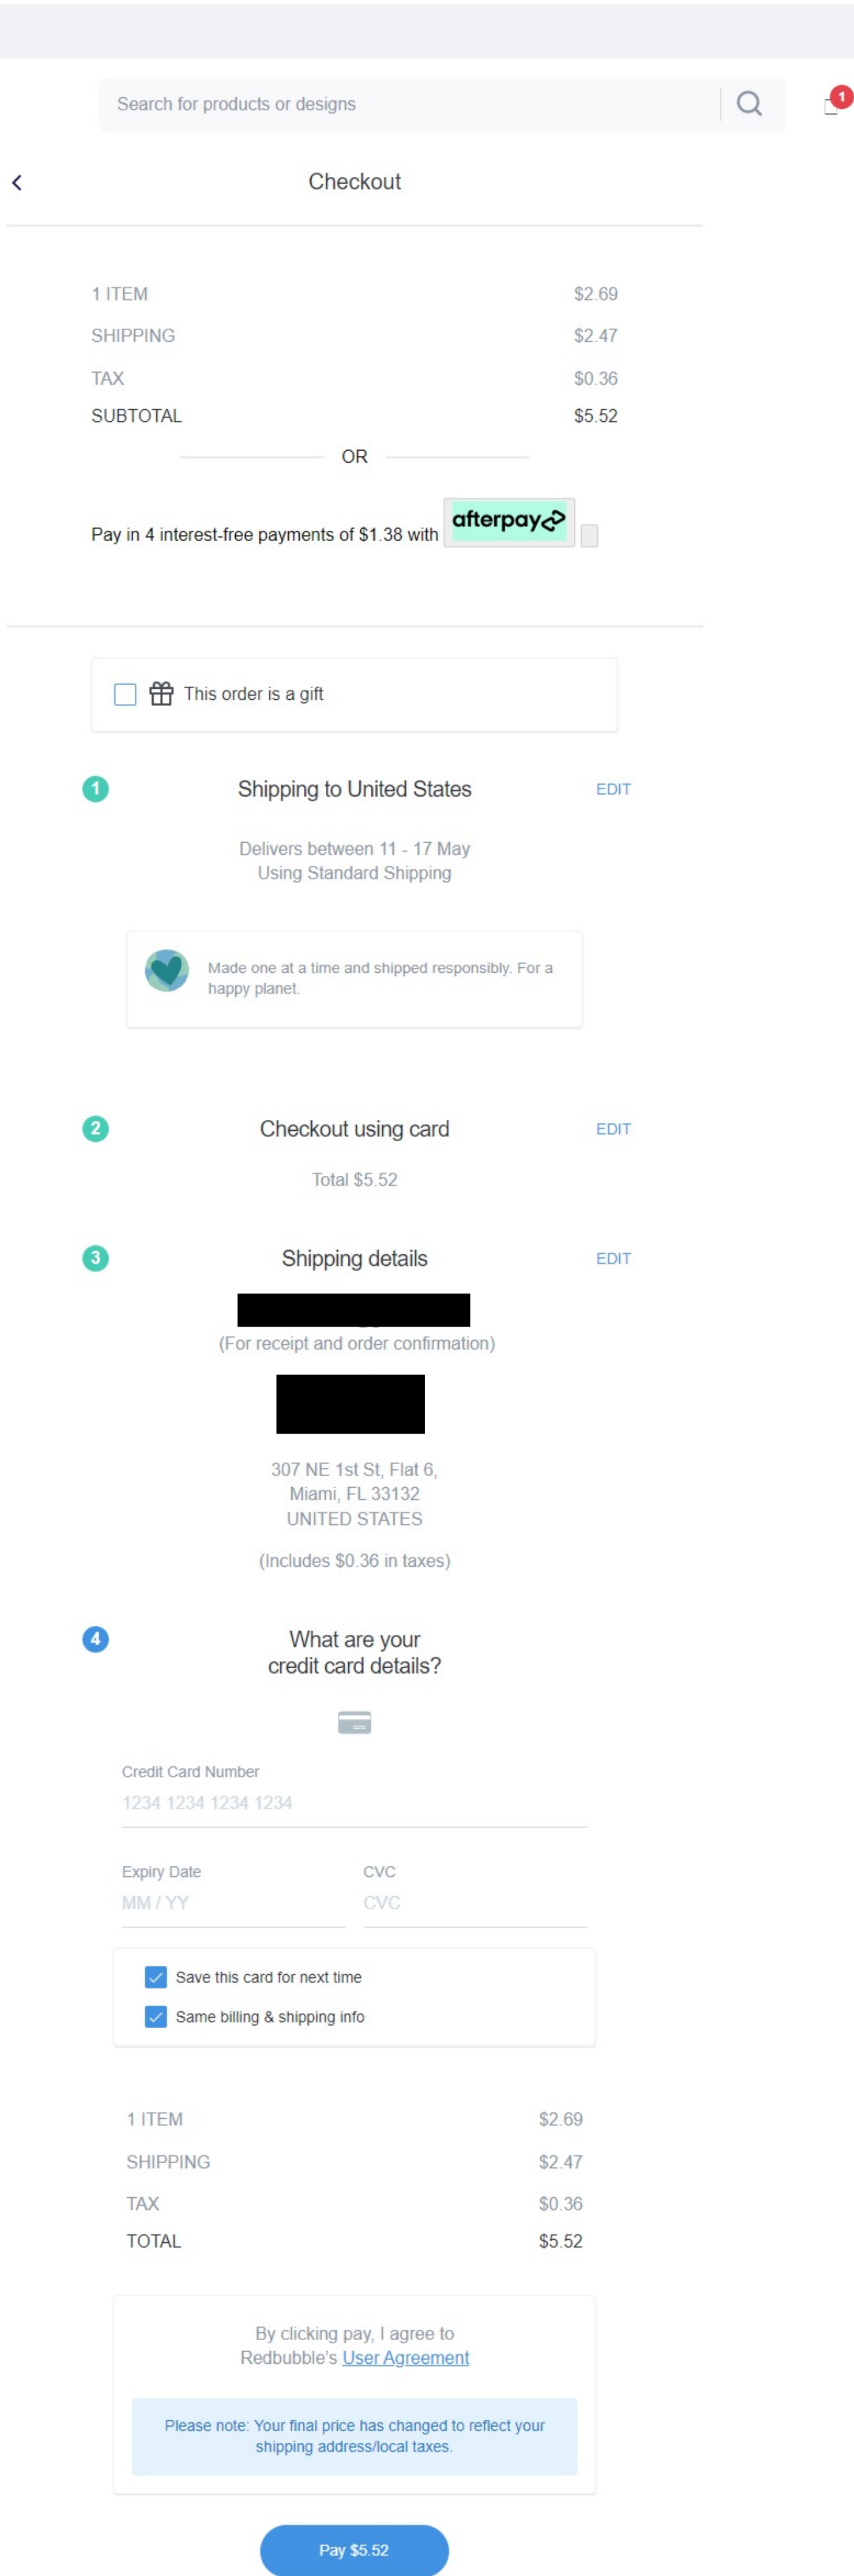 Search for products or designs
1
Checkout
1 ITEM $2.69
SHIPPING $2.47
TAX $0.36
SUBTOTAL $5.52
OR
Pay in 4 interest-free payments of $1.38 with afterpay
This order is a gift
1 Shipping to United States EDIT
Delivers between 11 - 17 May
Using Standard Shipping
Made one at a time and shipped responsibly. For a
happy planet.
2 Checkout using card EDIT
Total $5.52
3 Shipping details EDIT
(For receipt and order confirmation)
307 NE 1st St, Flat 6,
Miami, FL 33132
UNITED STATES
(Includes $0.36 in taxes)
4 What are your
credit card details?
Credit Card Number
1234 1234 1234 1234
Expiry Date CVC
MM / YY CVC
Save this card for next time
Same billing & shipping info
1 ITEM $2.69
SHIPPING $2.47
TAX $0.36
TOTAL $5.52
By clicking pay, I agree to
Redbubble's User Agreement
Please note: Your final price has changed to reflect your
shipping address/local taxes.
Pay $5.52